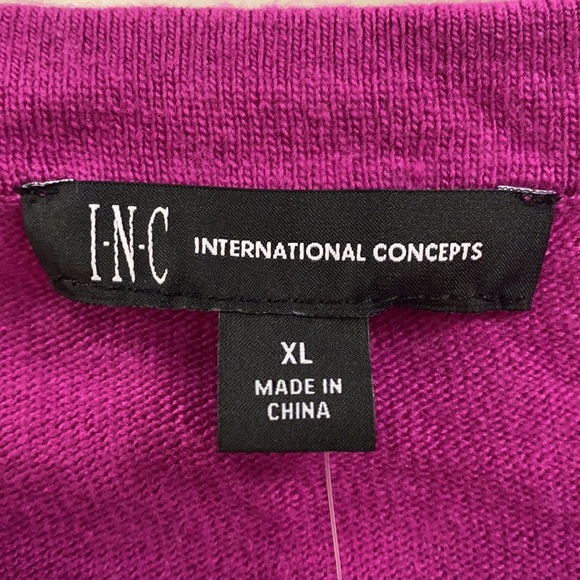 I·N·C INTERNATIONAL CONCEPTS
XL
MADE IN
CHINA